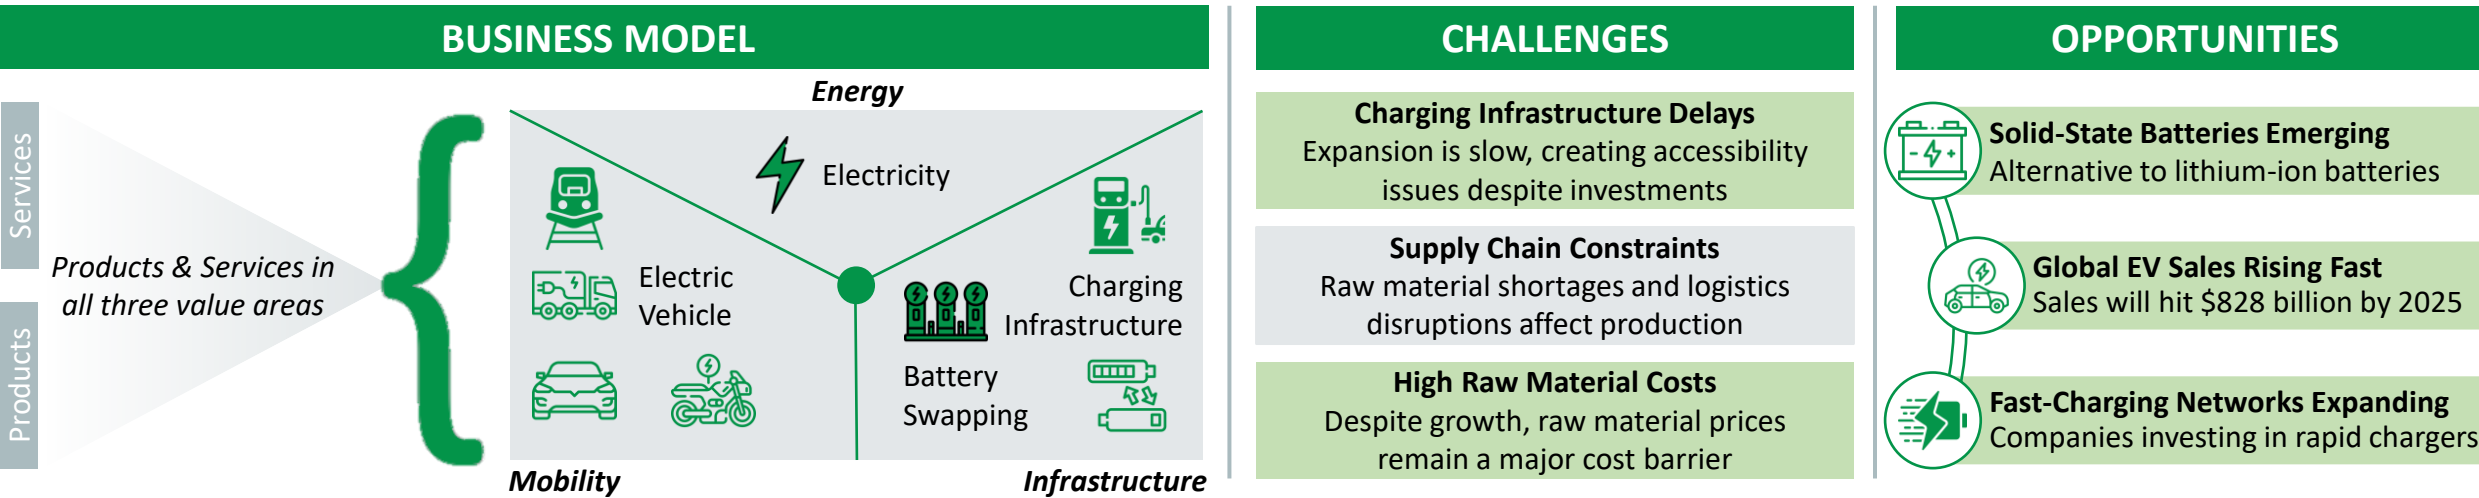 BUSINESS MODEL
Services
Products
Products & Services in
all three value areas
Energy
Electricity
Electric
Vehicle
Charging
Infrastructure
Battery
Swapping
Mobility
Infrastructure
CHALLENGES
Charging Infrastructure Delays
Expansion is slow, creating accessibility
issues despite investments
Supply Chain Constraints
Raw material shortages and logistics
disruptions affect production
High Raw Material Costs
Despite growth, raw material prices
remain a major cost barrier
OPPORTUNITIES
Solid-State Batteries Emerging
Alternative to lithium-ion batteries
Global EV Sales Rising Fast
Sales will hit $828 billion by 2025
Fast-Charging Networks Expanding
Companies investing in rapid chargers